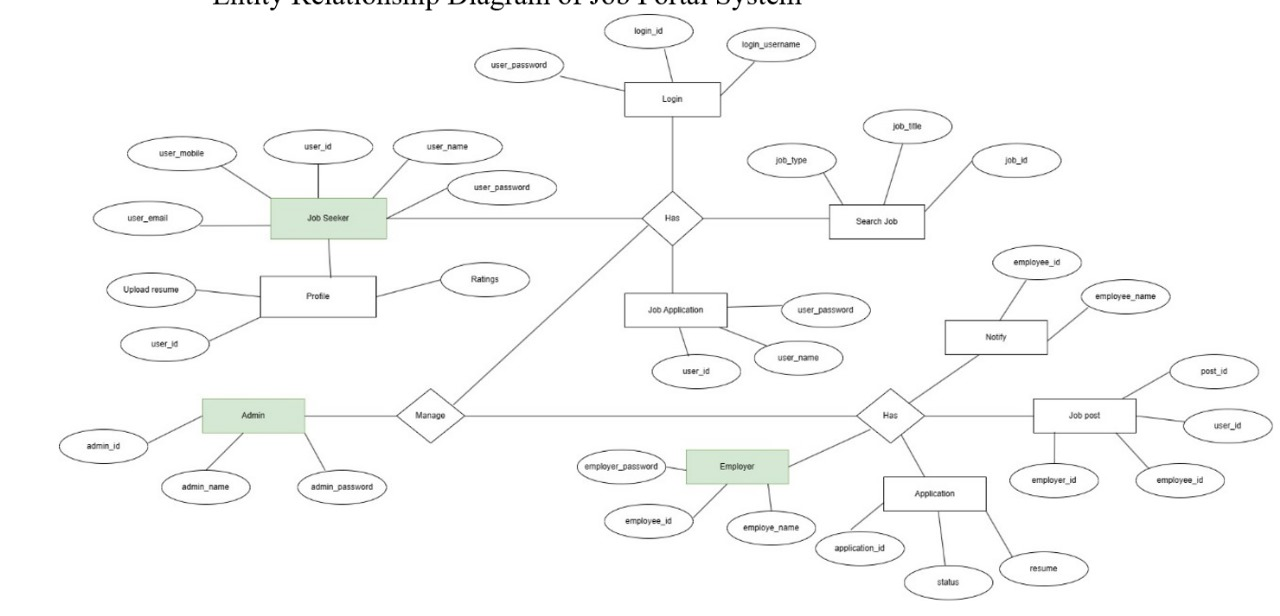 Entity Relationship Diagram of Job Portal System
login_id
login_username
user_password
Login
job_title
user_mobile
user_id
user_name
job_type
job_id
user_password
user_email
Job Seeker
Has
Search Job
employee_id
Upload resume
Profile
Ratings
employee_name
Job Application
user_password
user_id
Notify
user_name
user_id
post_id
Admin
Manage
Has
Job post
user_id
admin_id
employer_password
Employer
admin_name
admin_password
employer_id
employee_id
Application
employee_id
employe_name
application_id
status
resume